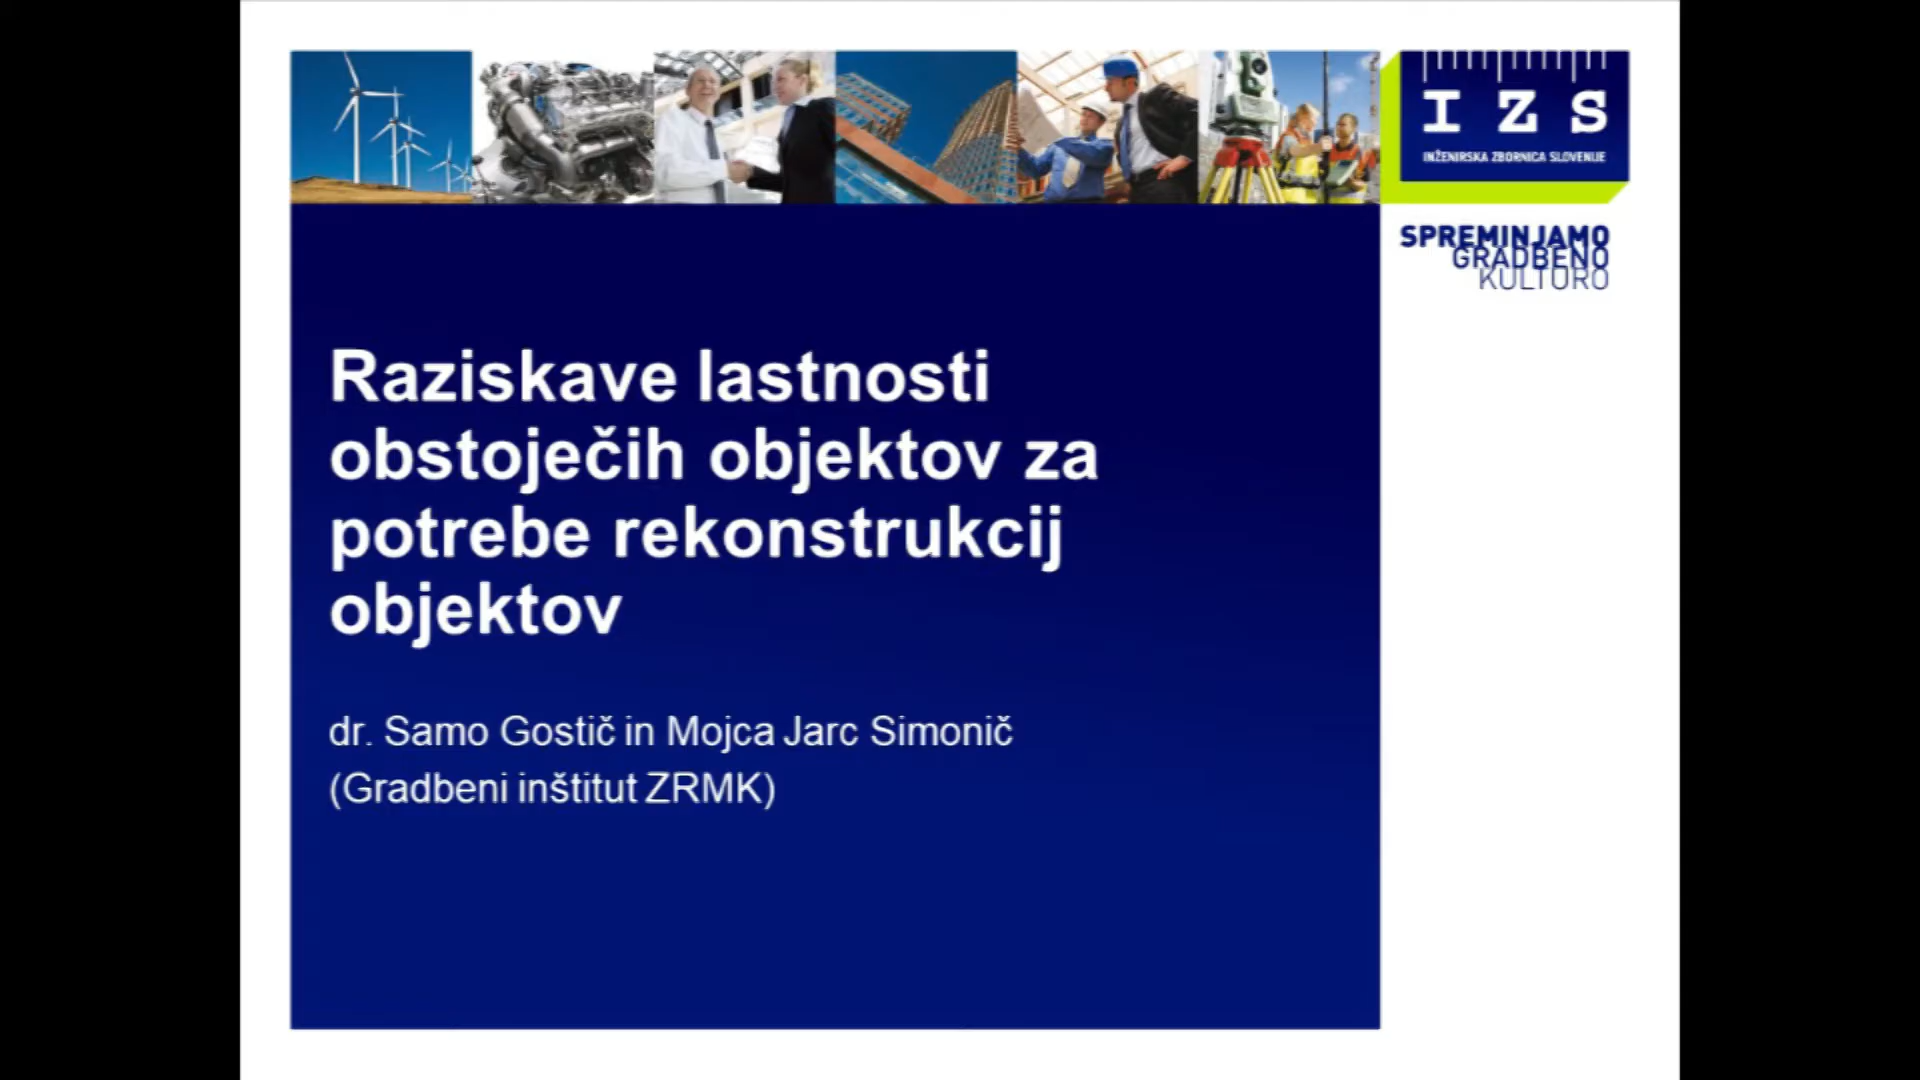 I Z S
INŽENIRSKA ZBORNICA SLOVENIJE
SPREMINJAMO
GRADBENO
KULTURO
Raziskave lastnosti
obstoječih objektov za
potrebe rekonstrukcij
objektov
dr. Samo Gostič in Mojca Jarc Simonič
(Gradbeni inštitut ZRMK)